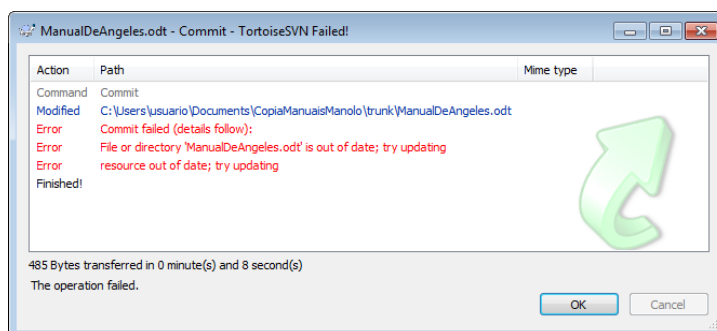 ManualDeAngeles.odt - Commit - TortoiseSVN Failed!
Action Path Mime type
Command Commit
Modified C:\Users\usuario\Documents\CopiaManuaisManolo\trunk\ManualDeAngeles.odt
Error Commit failed (details follow):
Error File or directory 'ManualDeAngeles.odt' is out of date; try updating
Error resource out of date; try updating
Finished!
485 Bytes transferred in 0 minute(s) and 8 second(s)
The operation failed.
OK Cancel